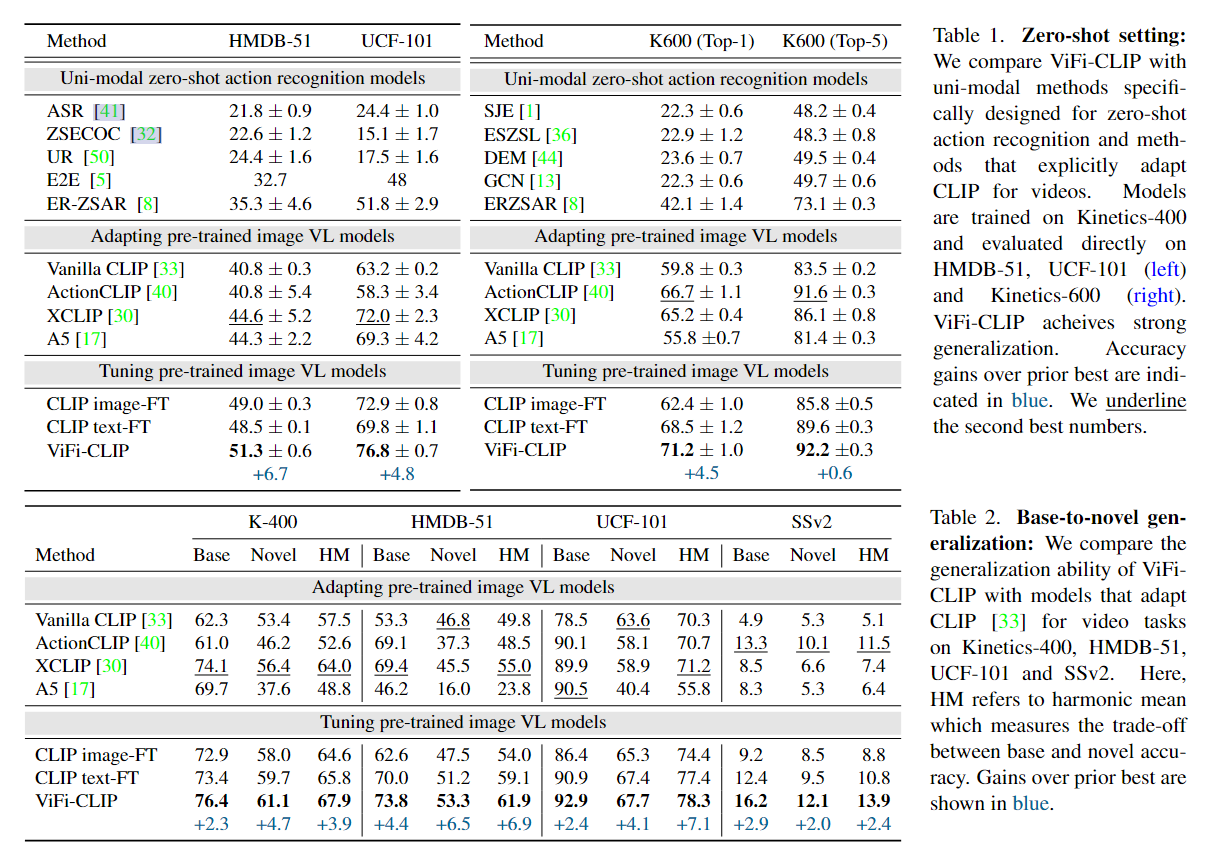 Method HMDB-51 UCF-101
Uni-modal zero-shot action recognition models
ASR [41] 21.8 ± 0.9 24.4 ± 1.0
ZSECOC [32] 22.6 ± 1.2 15.1 ± 1.7
UR [50] 24.4 ± 1.6 17.5 ± 1.6
E2E [5] 32.7 48
ER-ZSAR [8] 35.3 ± 4.6 51.8 ± 2.9
Adapting pre-trained image VL models
Vanilla CLIP [33] 40.8 ± 0.3 63.2 ± 0.2
ActionCLIP [40] 40.8 ± 5.4 58.3 ± 3.4
XCLIP [30] 44.6 ± 5.2 72.0 ± 2.3
A5 [17] 44.3 ± 2.2 69.3 ± 4.2
Tuning pre-trained image VL models
CLIP image-FT 49.0 ± 0.3 72.9 ± 0.8
CLIP text-FT 48.5 ± 0.1 69.8 ± 1.1
ViFi-CLIP 51.3 ± 0.6 76.8 ± 0.7
+6.7 +4.8
Method K600 (Top-1) K600 (Top-5)
Uni-modal zero-shot action recognition models
SJE [1] 22.3 ± 0.6 48.2 ± 0.4
ESZSL [36] 22.9 ± 1.2 48.3 ± 0.8
DEM [44] 23.6 ± 0.7 49.5 ± 0.4
GCN [13] 22.3 ± 0.6 49.7 ± 0.6
ERZSAR [8] 42.1 ± 1.4 73.1 ± 0.3
Adapting pre-trained image VL models
Vanilla CLIP [33] 59.8 ± 0.3 83.5 ± 0.2
ActionCLIP [40] 66.7 ± 1.1 91.6 ± 0.3
XCLIP [30] 65.2 ± 0.4 86.1 ± 0.8
A5 [17] 55.8 ±0.7 81.4 ± 0.3
Tuning pre-trained image VL models
CLIP image-FT 62.4 ± 1.0 85.8 ±0.5
CLIP text-FT 68.5 ± 1.2 89.6 ±0.3
ViFi-CLIP 71.2 ± 1.0 92.2 ±0.3
+4.5 +0.6
Table 1. Zero-shot setting:
We compare ViFi-CLIP with
uni-modal methods specifi-
cally designed for zero-shot
action recognition and meth-
ods that explicitly adapt
CLIP for videos. Models
are trained on Kinetics-400
and evaluated directly on
HMDB-51, UCF-101 (left)
and Kinetics-600 (right).
ViFi-CLIP acheives strong
generalization. Accuracy
gains over prior best are indi-
cated in blue. We underline
the second best numbers.
K-400 HMDB-51 UCF-101 SSv2
Method Base Novel HM Base Novel HM Base Novel HM Base Novel HM
Adapting pre-trained image VL models
Vanilla CLIP [33] 62.3 53.4 57.5 53.3 46.8 49.8 78.5 63.6 70.3 4.9 5.3 5.1
ActionCLIP [40] 61.0 46.2 52.6 69.1 37.3 48.5 90.1 58.1 70.7 13.3 10.1 11.5
XCLIP [30] 74.1 56.4 64.0 69.4 45.5 55.0 89.9 58.9 71.2 8.5 6.6 7.4
A5 [17] 69.7 37.6 48.8 46.2 16.0 23.8 90.5 40.4 55.8 8.3 5.3 6.4
Tuning pre-trained image VL models
CLIP image-FT 72.9 58.0 64.6 62.6 47.5 54.0 86.4 65.3 74.4 9.2 8.5 8.8
CLIP text-FT 73.4 59.7 65.8 70.0 51.2 59.1 90.9 67.4 77.4 12.4 9.5 10.8
ViFi-CLIP 76.4 61.1 67.9 73.8 53.3 61.9 92.9 67.7 78.3 16.2 12.1 13.9
+2.3 +4.7 +3.9 +4.4 +6.5 +6.9 +2.4 +4.1 +7.1 +2.9 +2.0 +2.4
Table 2. Base-to-novel gen-
eralization: We compare the
generalization ability of ViFi-
CLIP with models that adapt
CLIP [33] for video tasks
on Kinetics-400, HMDB-51,
UCF-101 and SSv2. Here,
HM refers to harmonic mean
which measures the trade-off
between base and novel accu-
racy. Gains over prior best are
shown in blue.